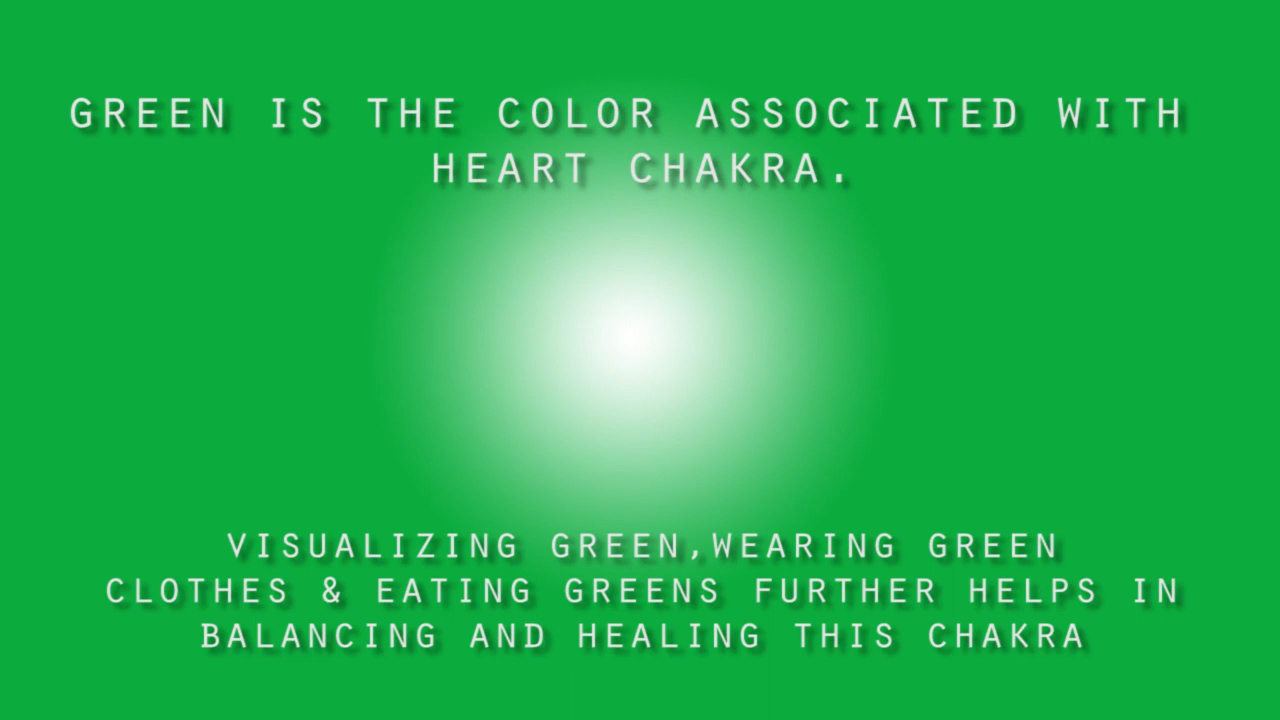 GREEN IS THE COLOR ASSOCIATED WITH
HEART CHAKRA.
VISUALIZING GREEN,WEARING GREEN
CLOTHES & EATING GREENS FURTHER HELPS IN
BALANCING AND HEALING THIS CHAKRA